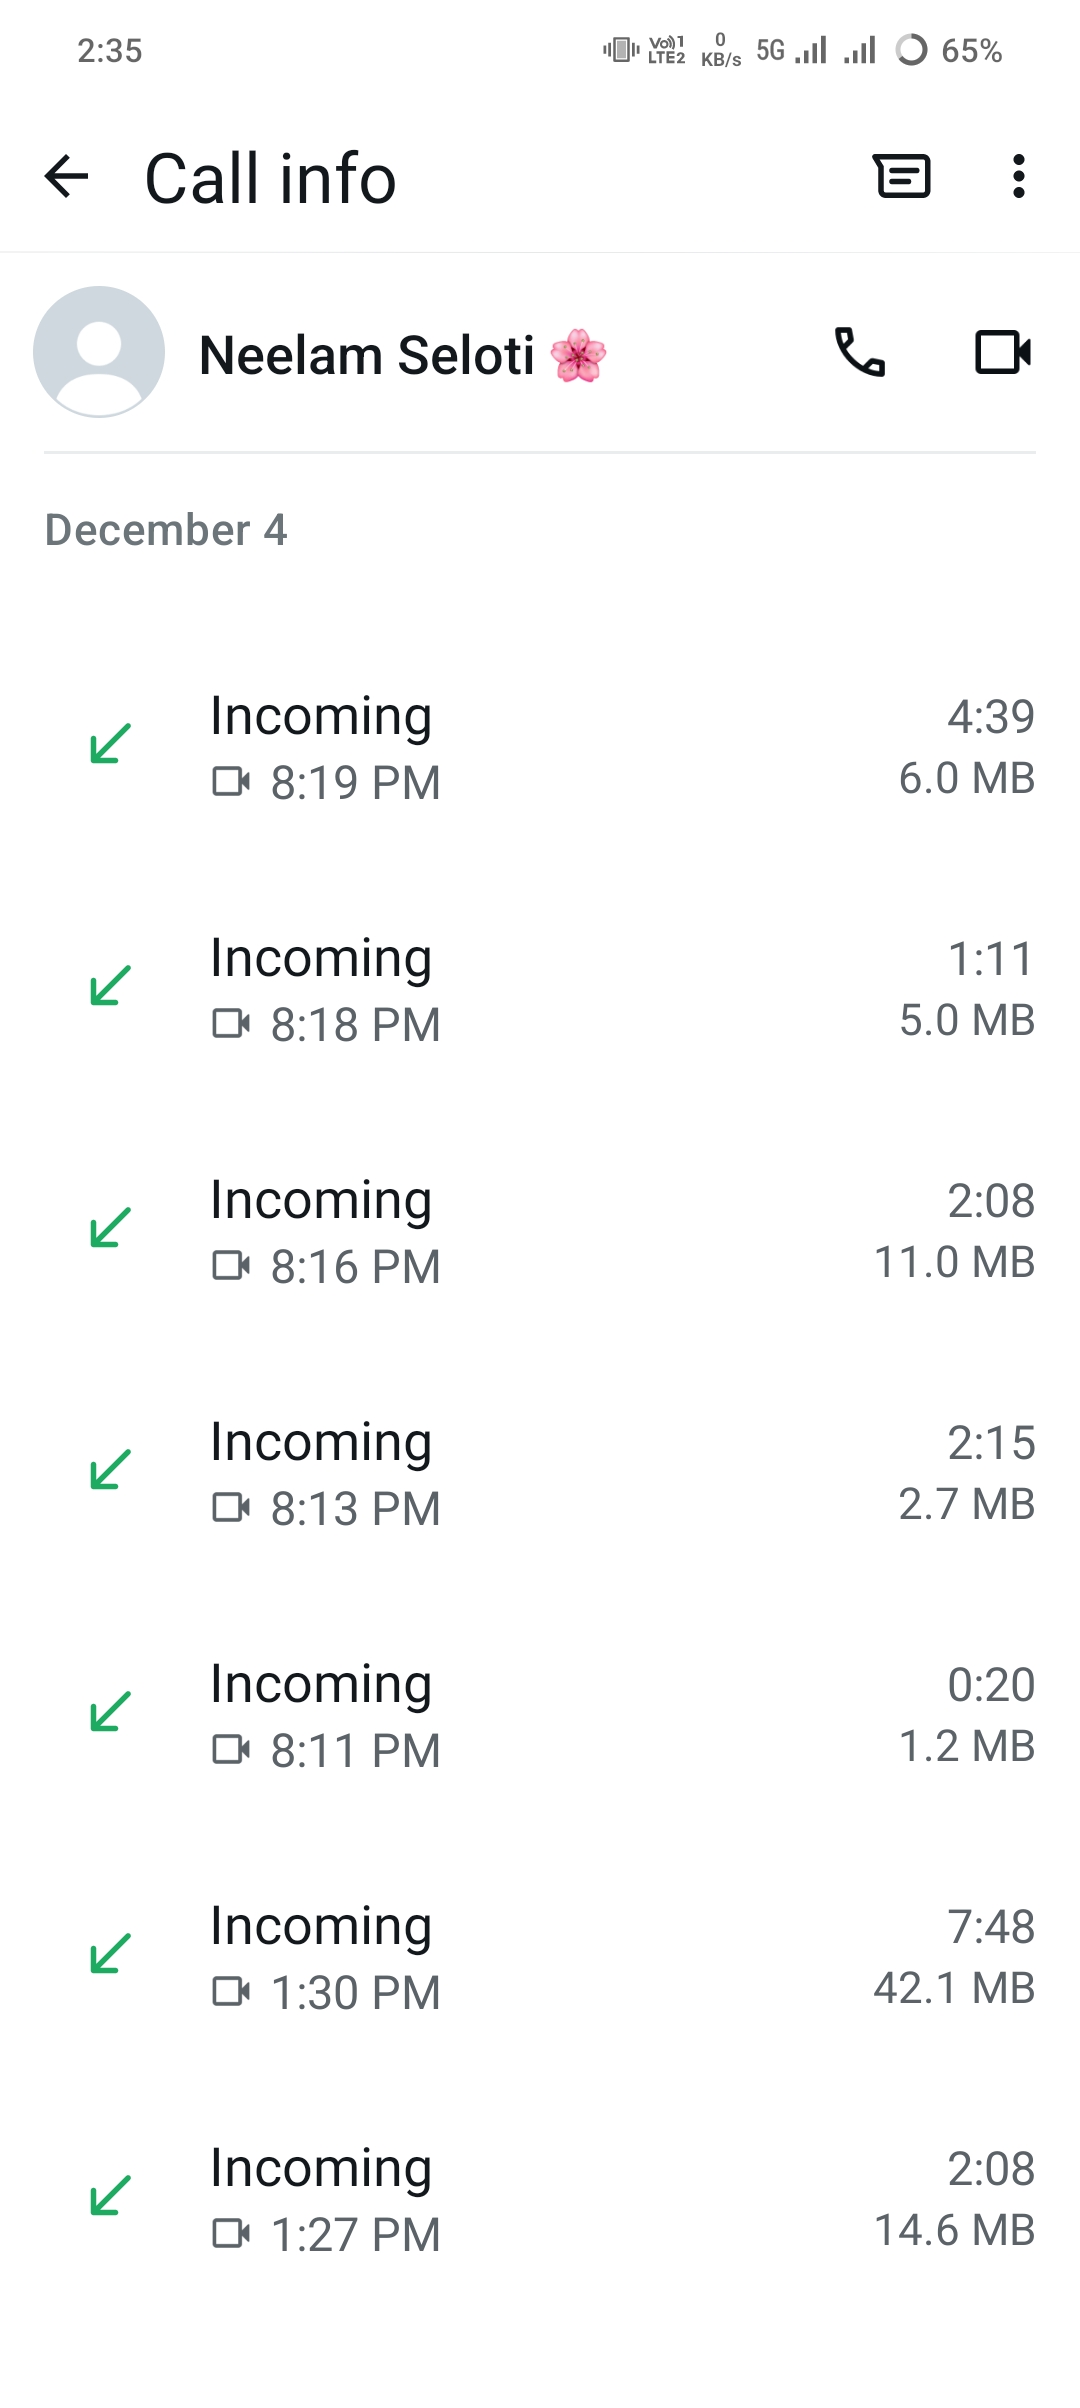 2:35 Vo))1 LTE2 0 KB/s 5G 65%
Call info
Neelam Seloti 🌸
December 4
Incoming 4:39
8:19 PM 6.0 MB
Incoming 1:11
8:18 PM 5.0 MB
Incoming 2:08
8:16 PM 11.0 MB
Incoming 2:15
8:13 PM 2.7 MB
Incoming 0:20
8:11 PM 1.2 MB
Incoming 7:48
1:30 PM 42.1 MB
Incoming 2:08
1:27 PM 14.6 MB